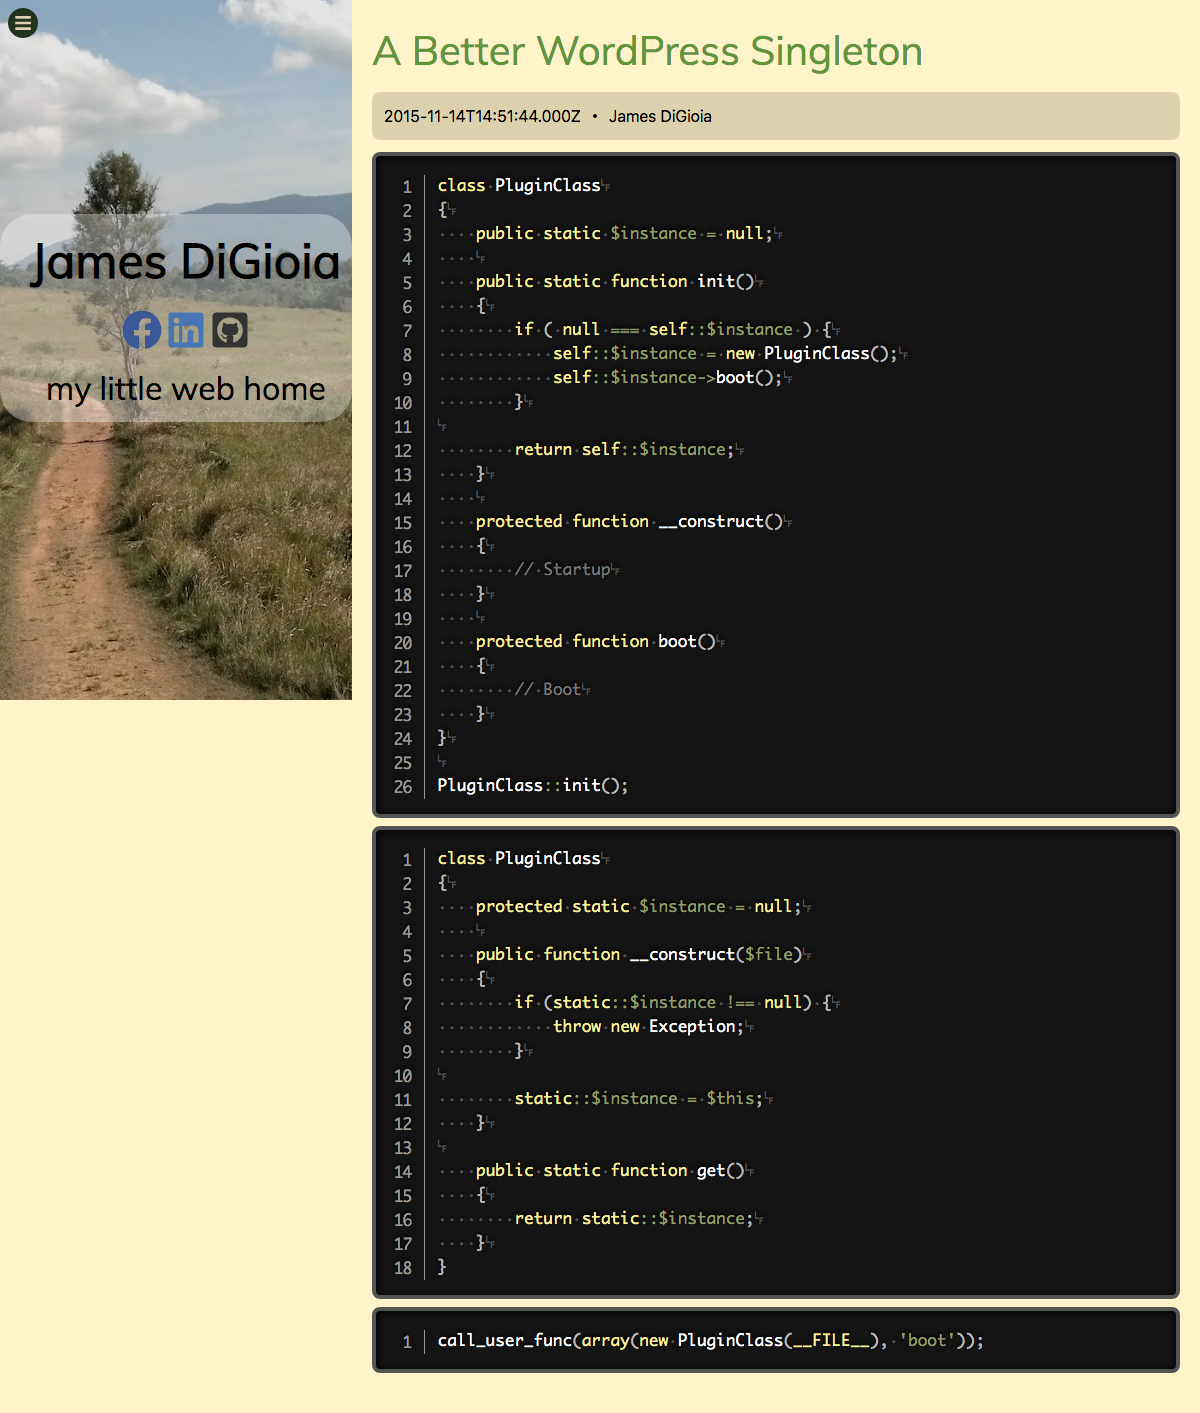 James DiGioia
my little web home
A Better WordPress Singleton
2015-11-14T14:51:44.000Z • James DiGioia
1 class PluginClass
2 {
3     public static $instance = null;
4
5     public static function init()
6     {
7         if ( null === self::$instance ) {
8             self::$instance = new PluginClass();
9             self::$instance->boot();
10         }
11
12         return self::$instance;
13     }
14
15     protected function __construct()
16     {
17         // Startup
18     }
19
20     protected function boot()
21     {
22         // Boot
23     }
24 }
25
26 PluginClass::init();
1 class PluginClass
2 {
3     protected static $instance = null;
4
5     public function __construct($file)
6     {
7         if (static::$instance !== null) {
8             throw new Exception;
9         }
10
11         static::$instance = $this;
12     }
13
14     public static function get()
15     {
16         return static::$instance;
17     }
18 }
1 call_user_func(array(new PluginClass(__FILE__), 'boot'));